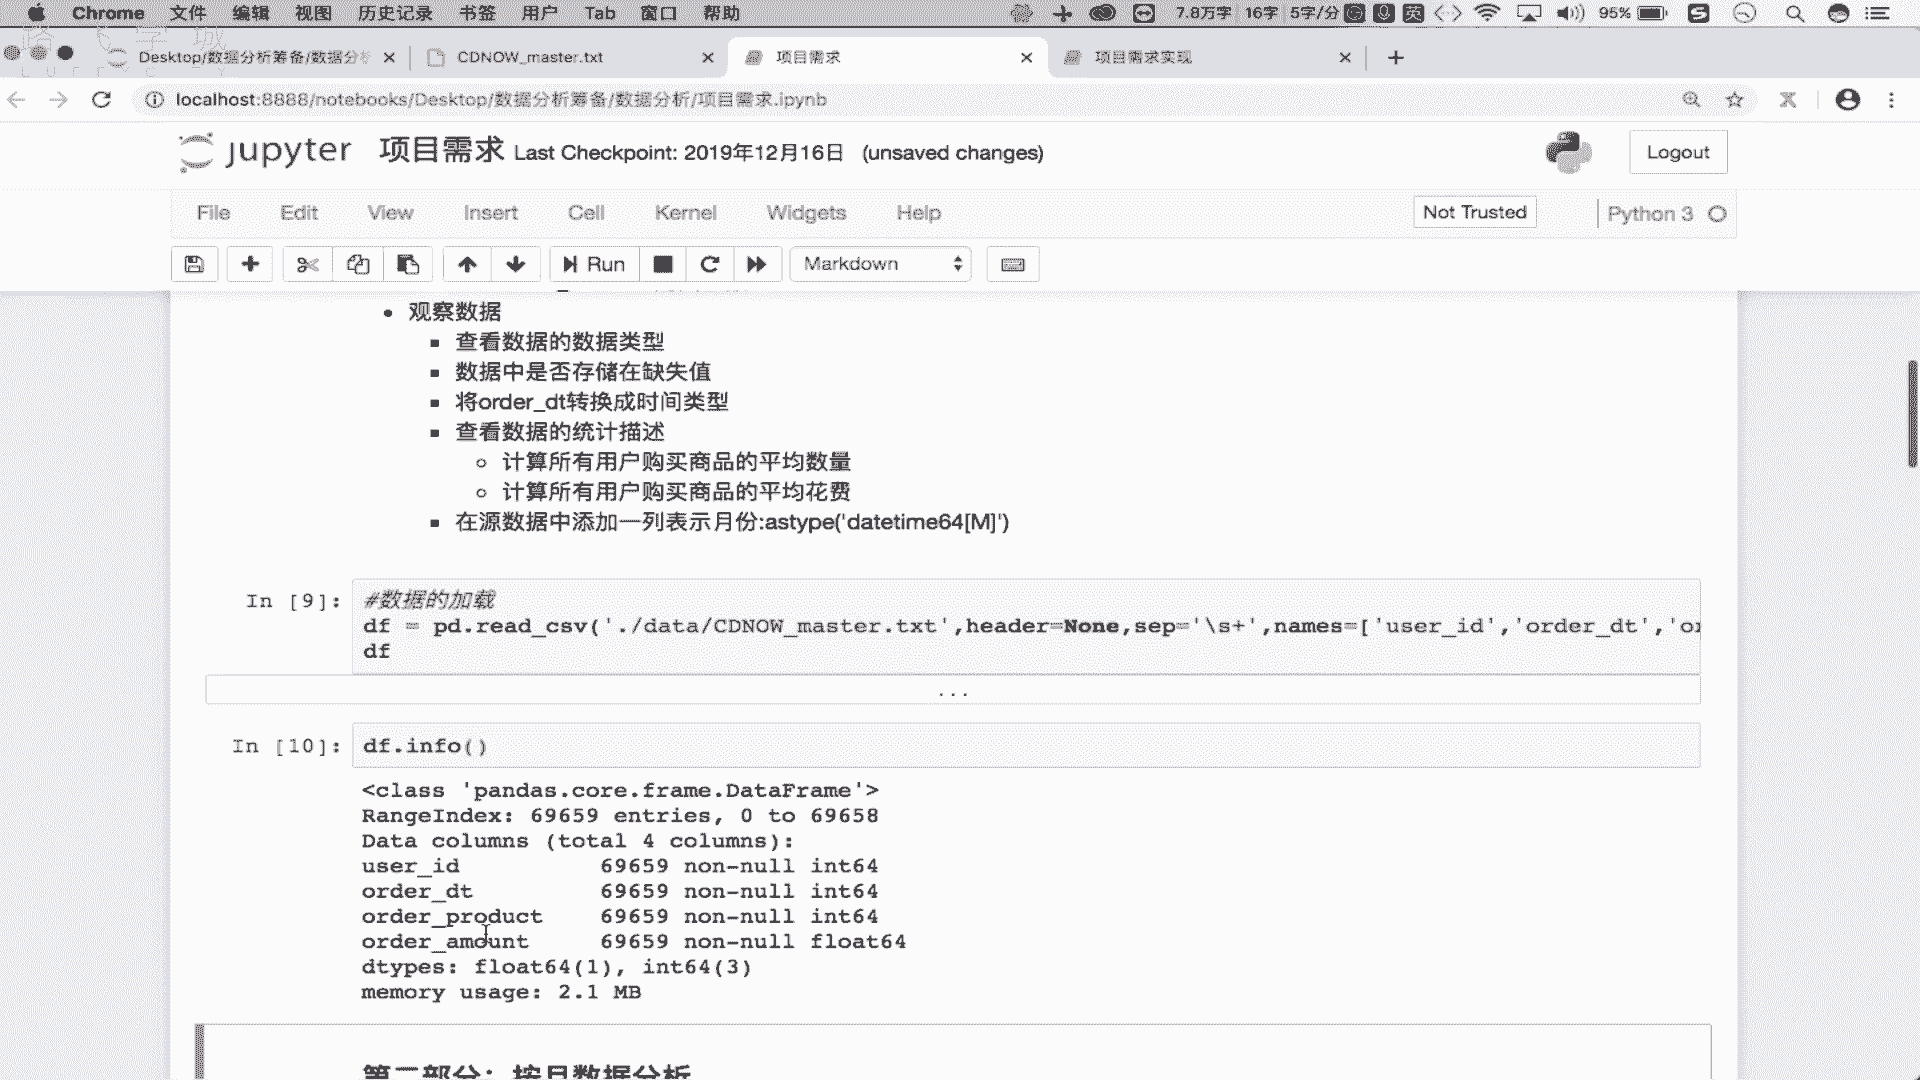 Chrome 文件 编辑 视图 历史记录 书签 用户 Tab 窗口 帮助 7.8万字 16字 5字/分 英 95%
Desktop/数据分析筹备/数据分析 CDNOW_master.txt 项目需求 项目需求实现
localhost:8888/notebooks/Desktop/数据分析筹备/数据分析/项目需求.ipynb
jupyter 项目需求 Last Checkpoint: 2019年12月16日 (unsaved changes) Logout
File Edit View Insert Cell Kernel Widgets Help Not Trusted Python 3
Run Markdown
观察数据
查看数据的数据类型
数据中是否存储在缺失值
将order_dt转换成时间类型
查看数据的统计描述
计算所有用户购买商品的平均数量
计算所有用户购买商品的平均花费
在源数据中添加一列表示月份:astype('datetime64[M]')
In [9]: #数据的加载
df = pd.read_csv('./data/CDNOW_master.txt',header=None,sep='\s+',names=['user_id','order_dt','or
df
...
In [10]: df.info()
<class 'pandas.core.frame.DataFrame'>
RangeIndex: 69659 entries, 0 to 69658
Data columns (total 4 columns):
user_id 69659 non-null int64
order_dt 69659 non-null int64
order_product 69659 non-null int64
order_amount 69659 non-null float64
dtypes: float64(1), int64(3)
memory usage: 2.1 MB
第二部分：按月数据分析